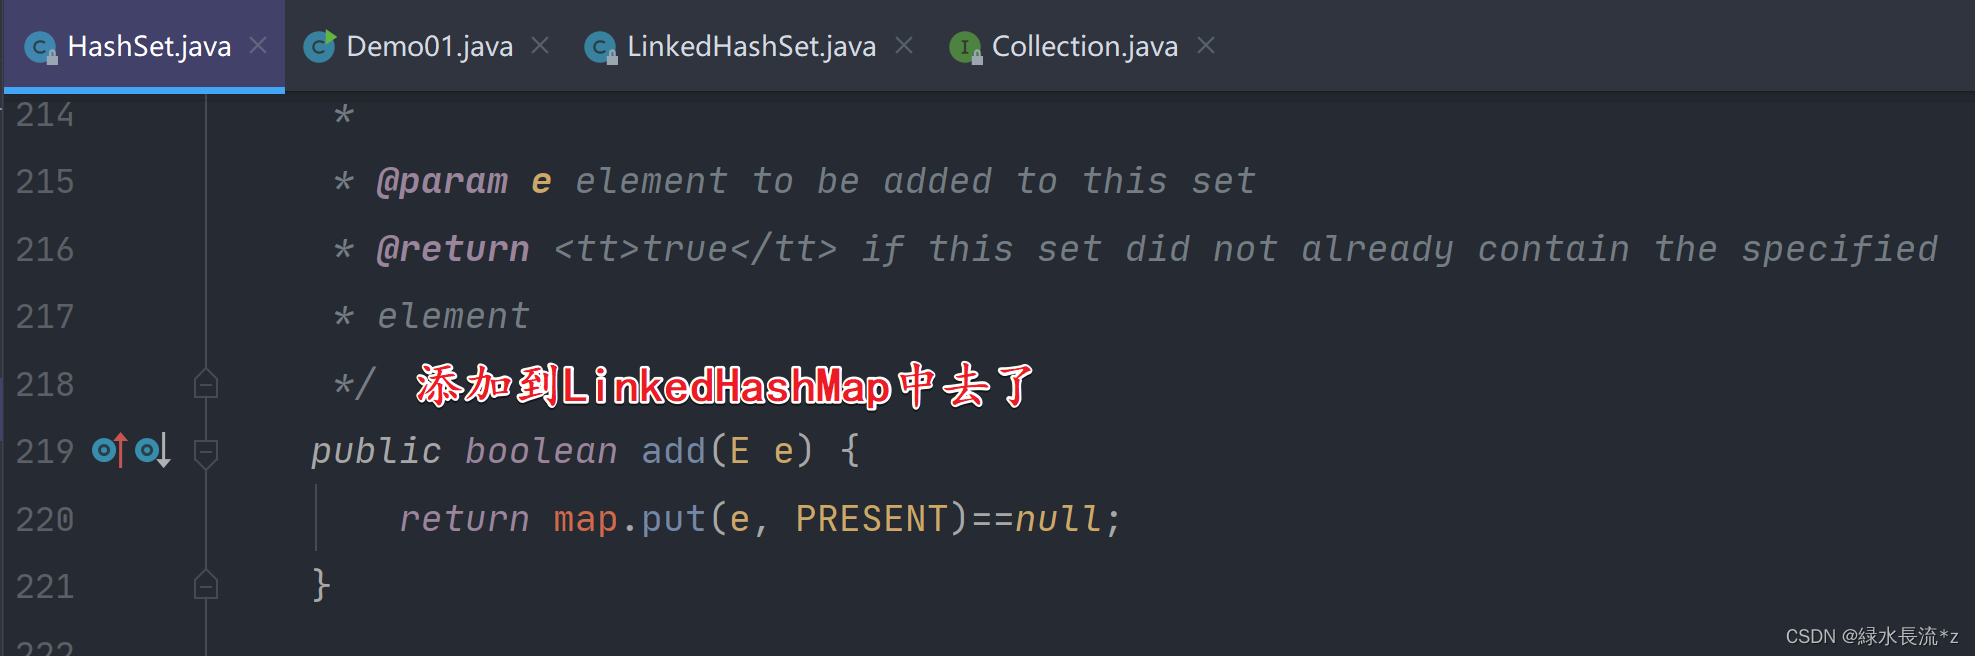 HashSet.java Demo01.java LinkedHashSet.java Collection.java
214 *
215 * @param e element to be added to this set
216 * @return <tt>true</tt> if this set did not already contain the specified
217 * element
218 */ 添加到LinkedHashMap中去了
219 public boolean add(E e) {
220 return map.put(e, PRESENT)==null;
221 }
222
CSDN @緑水長流*z